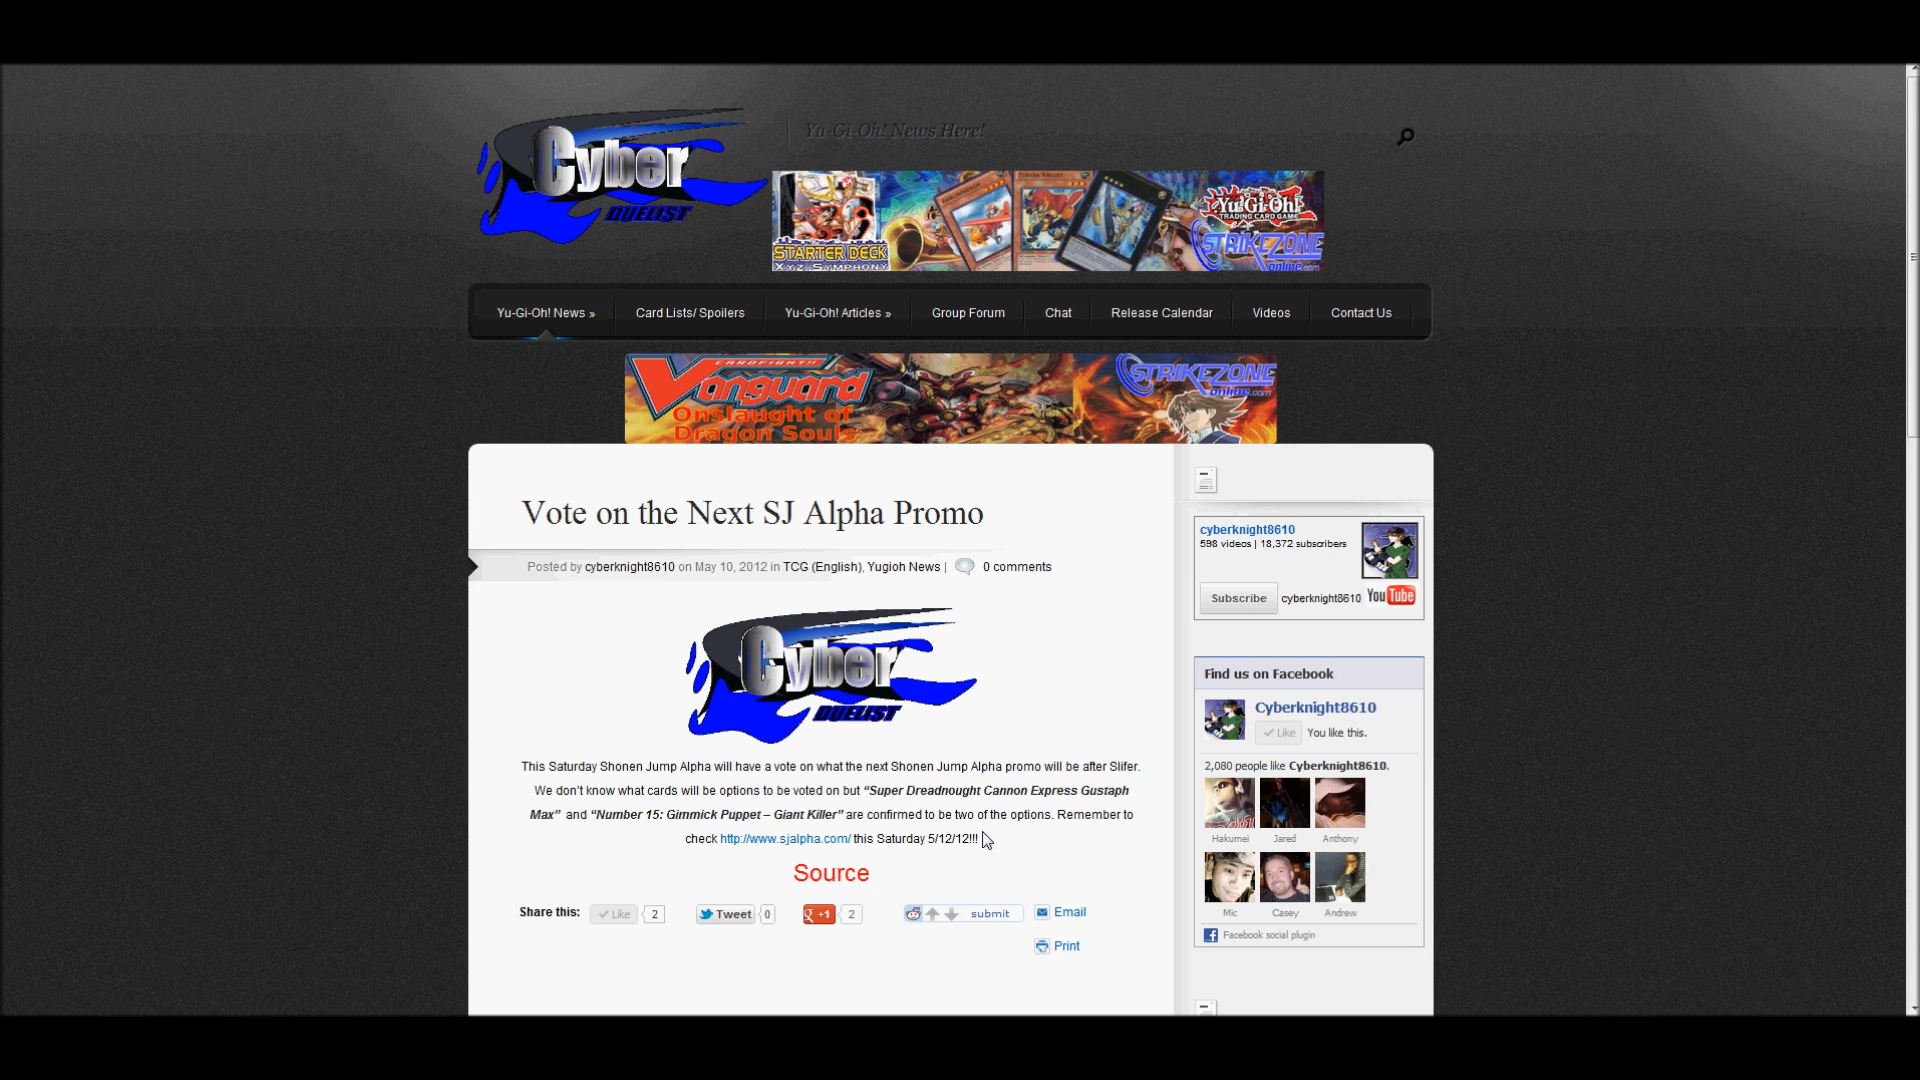 Cyber
DUELIST
Yu-Gi-Oh! News Here!
STARTER DECK
XYZ SYMPHONY
Yu-Gi-Oh!
TRADING CARD GAME
STRIKEZONE
online.com
Yu-Gi-Oh! News »
Card Lists/ Spoilers
Yu-Gi-Oh! Articles »
Group Forum
Chat
Release Calendar
Videos
Contact Us
CARDFIGHT!!
Vanguard
Onslaught of
Dragon Souls
STRIKEZONE
online.com
Vote on the Next SJ Alpha Promo
Posted by cyberknight8610 on May 10, 2012 in TCG (English), Yugioh News | 0 comments
Cyber
DUELIST
This Saturday Shonen Jump Alpha will have a vote on what the next Shonen Jump Alpha promo will be after Slifer.
We don't know what cards will be options to be voted on but “Super Dreadnought Cannon Express Gustaph
Max” and “Number 15: Gimmick Puppet – Giant Killer” are confirmed to be two of the options. Remember to
check http://www.sjalpha.com/ this Saturday 5/12/12!!!
Source
Share this:
Like 2
Tweet 0
+1 2
submit
Email
Print
cyberknight8610
598 videos | 18,372 subscribers
Subscribe cyberknight8610 YouTube
Find us on Facebook
Cyberknight8610
Like You like this.
2,080 people like Cyberknight8610.
Hakumei Jared Anthony
Mic Casey Andrew
Facebook social plugin